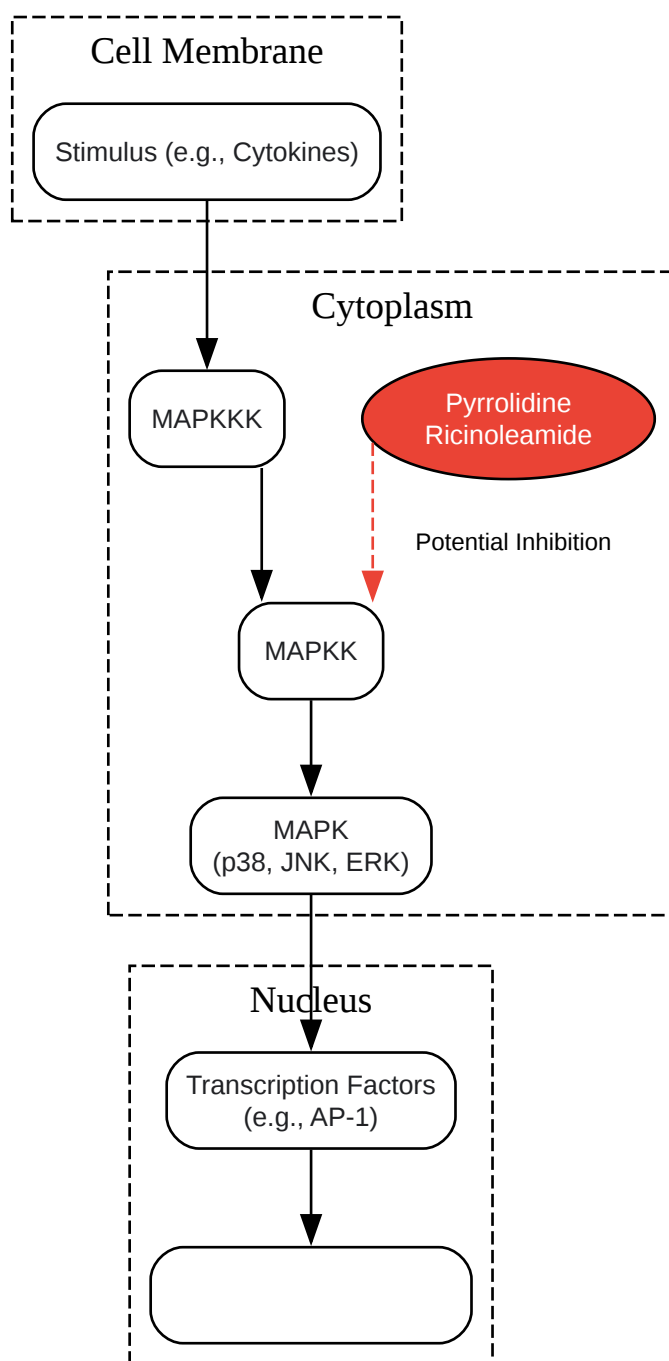 Cell Membrane
Stimulus (e.g., Cytokines)
Cytoplasm
MAPKKK
Pyrrolidine
Ricinoleamide
Potential Inhibition
MAPKK
MAPK
(p38, JNK, ERK)
Nucleus
Transcription Factors
(e.g., AP-1)